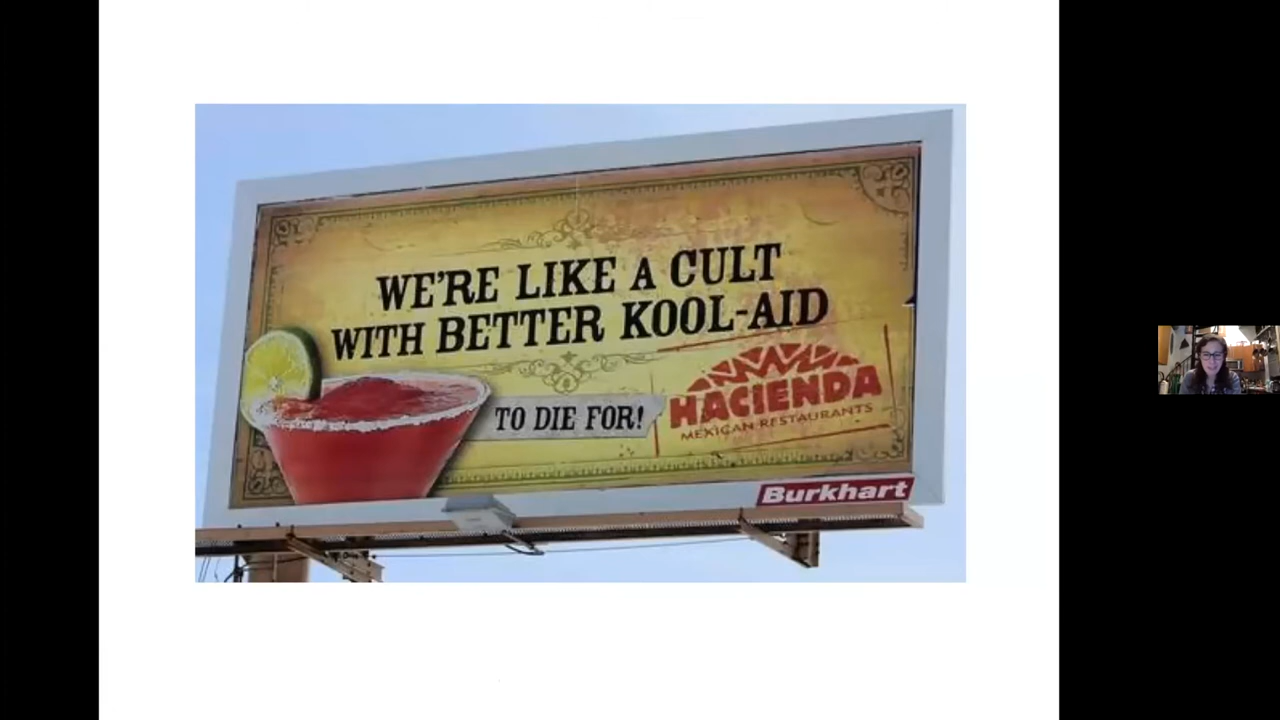 WE'RE LIKE A CULT
WITH BETTER KOOL-AID
TO DIE FOR!
HACIENDA
MEXICAN RESTAURANTS
Burkhart